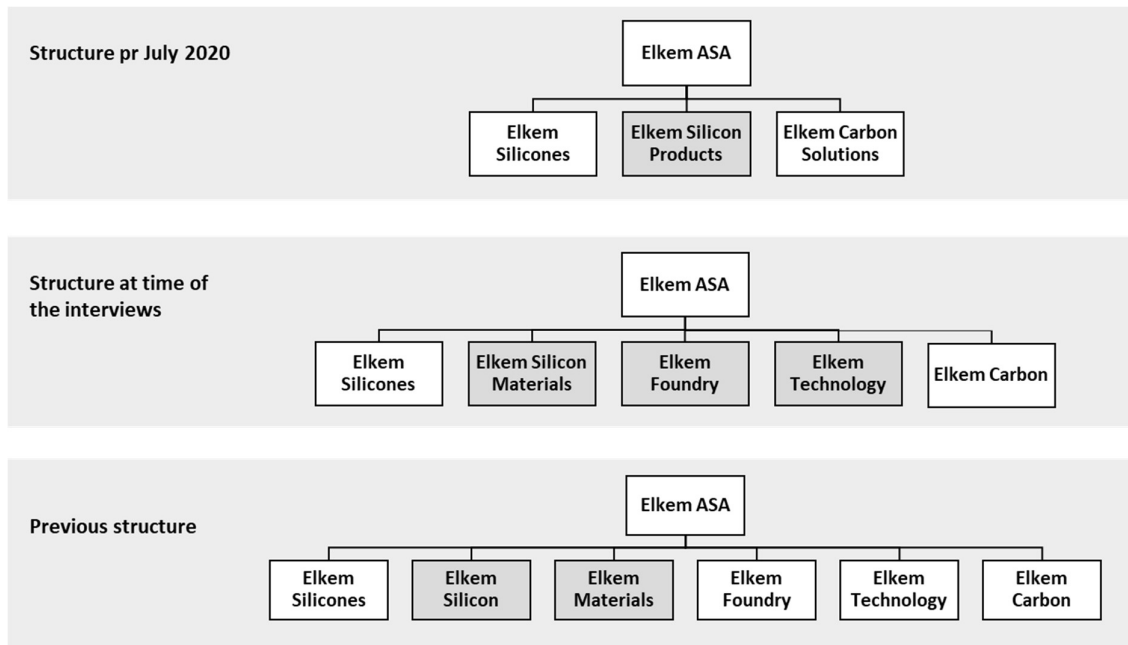 Structure pr July 2020
Elkem ASA
Elkem
Silicones
Elkem Silicon
Products
Elkem Carbon
Solutions
Structure at time of
the interviews
Elkem ASA
Elkem
Silicones
Elkem Silicon
Materials
Elkem
Foundry
Elkem
Technology
Elkem Carbon
Previous structure
Elkem ASA
Elkem
Silicones
Elkem
Silicon
Elkem
Materials
Elkem
Foundry
Elkem
Technology
Elkem
Carbon